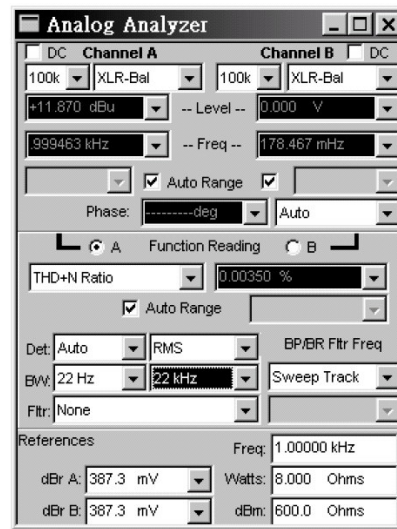 Analog Analyzer
DC Channel A Channel B DC
100k XLR-Bal 100k XLR-Bal
+11.870 dBu -- Level -- 0.000 V
.999463 kHz -- Freq -- 178.467 mHz
Auto Range
Phase: ---------deg Auto
A Function Reading B
THD+N Ratio 0.00350 %
Auto Range
Det: Auto RMS BP/BR Fltr Freq
BW: 22 Hz 22 kHz Sweep Track
Fltr: None
References Freq: 1.00000 kHz
dBr A: 387.3 mV Watts: 8.000 Ohms
dBr B: 387.3 mV dBm: 600.0 Ohms